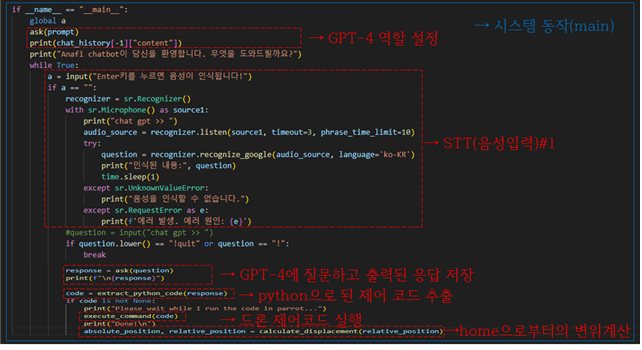 if __name__ == "__main__":
→ 시스템 동작(main)
global a
ask(prompt)
print(chat_history[-1]["content"])
→ GPT-4 역할 설정
print("Anafi chatbot이 당신을 환영합니다. 무엇을 도와드릴까요?")
while True:
a = input("Enter키를 누르면 음성이 인식됩니다!")
if a == "":
recognizer = sr.Recognizer()
with sr.Microphone() as source1:
print("chat gpt >> ")
audio_source = recognizer.listen(source1, timeout=3, phrase_time_limit=10)
try:
→ STT(음성입력)#1
question = recognizer.recognize_google(audio_source, language='ko-KR')
print("인식된 내용:", question)
time.sleep(1)
except sr.UnknownValueError:
print("음성을 인식할 수 없습니다.")
except sr.RequestError as e:
print(f'에러 발생. 에러 원인: {e}')
#question = input("chat gpt >> ")
if question.lower() == "!quit" or question == "!":
break
response = ask(question)
print(f"\n{response}")
→ GPT-4에 질문하고 출력된 응답 저장
code = extract_python_code(response)
→ python으로 된 제어 코드 추출
if code is not None:
print("Please wait while I run the code in parrot...")
execute_command(code)
→ 드론 제어코드 실행
print("Done!\n")
absolute_position, relative_position = calculate_displacement(relative_position)
→home으로부터의 변위계산